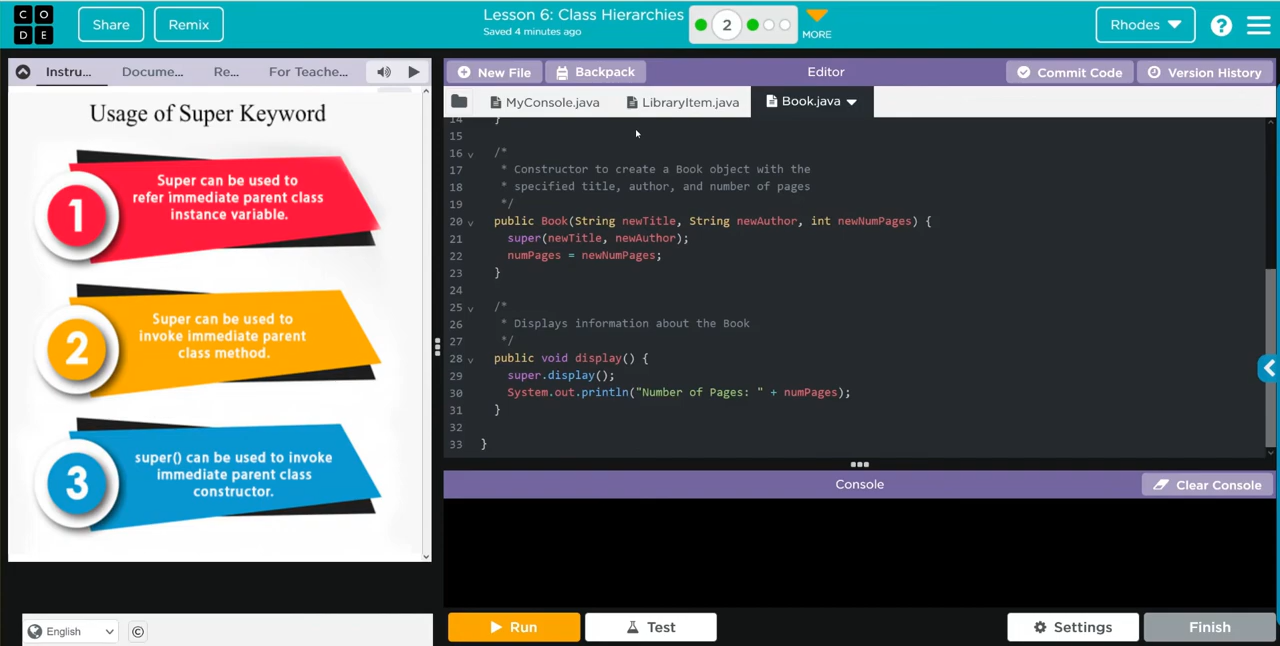 C O
D E
Share
Remix
Lesson 6: Class Hierarchies
Saved 4 minutes ago
2
MORE
Rhodes
?
Instru...
Docume...
Re...
For Teache...
New File
Backpack
Editor
Commit Code
Version History
MyConsole.java
LibraryItem.java
Book.java
Usage of Super Keyword
1
Super can be used to
refer immediate parent class
instance variable.
2
Super can be used to
invoke immediate parent
class method.
3
super() can be used to invoke
immediate parent class
constructor.
14 }
15
16 /*
17 * Constructor to create a Book object with the
18 * specified title, author, and number of pages
19 */
20 public Book(String newTitle, String newAuthor, int newNumPages) {
21 super(newTitle, newAuthor);
22 numPages = newNumPages;
23 }
24
25 /*
26 * Displays information about the Book
27 */
28 public void display() {
29 super.display();
30 System.out.println("Number of Pages: " + numPages);
31 }
32
33 }
Console
Clear Console
English
©
Run
Test
Settings
Finish